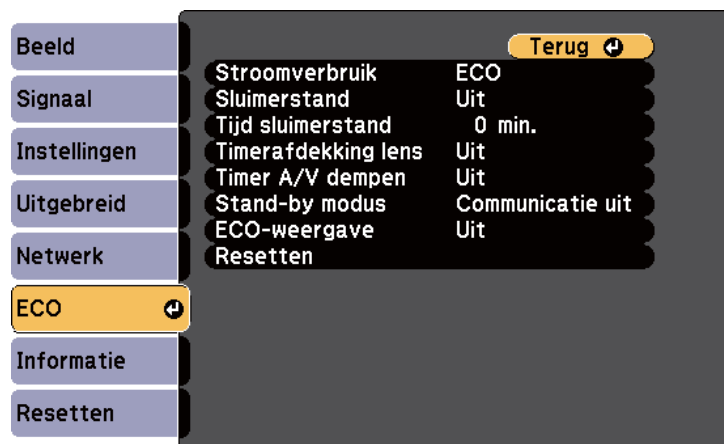 Beeld
Signaal
Instellingen
Uitgebreid
Netwerk
ECO
Informatie
Resetten
Terug
Stroomverbruik ECO
Sluimerstand Uit
Tijd sluimerstand 0 min.
Timerafdekking lens Uit
Timer A/V dempen Uit
Stand-by modus Communicatie uit
ECO-weergave Uit
Resetten